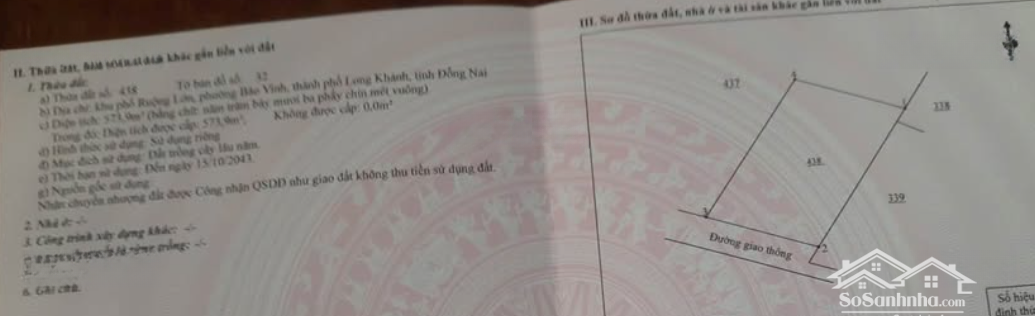 II. Thửa đất, nhà ở và tài sản khác gắn liền với đất
1. Thửa đất:
a) Thửa đất số: 438 Tờ bản đồ số: 32
b) Địa chỉ: khu phố Ruộng Lớn, phường Bảo Vinh, thành phố Long Khánh, tỉnh Đồng Nai
c) Diện tích: 573,9m² (bằng chữ: năm trăm bảy mươi ba phẩy chín mét vuông).
Trong đó: Diện tích được cấp: 573,9m²; Không được cấp: 0,0m²
d) Hình thức sử dụng: Sử dụng riêng
đ) Mục đích sử dụng: Đất trồng cây lâu năm.
e) Thời hạn sử dụng: Đến ngày 15/10/2043.
g) Nguồn gốc sử dụng:
Nhận chuyển nhượng đất được Công nhận QSDĐ như giao đất không thu tiền sử dụng đất.
2. Nhà ở: -/-
3. Công trình xây dựng khác: -/-
trồng: -/-
6. Ghi chú.
III. Sơ đồ thửa đất, nhà ở và tài sản khác gắn liền với đất
437
338
438
339
3
2
Đường giao thông
SoSanhnha.com
Số hiệu
định thử